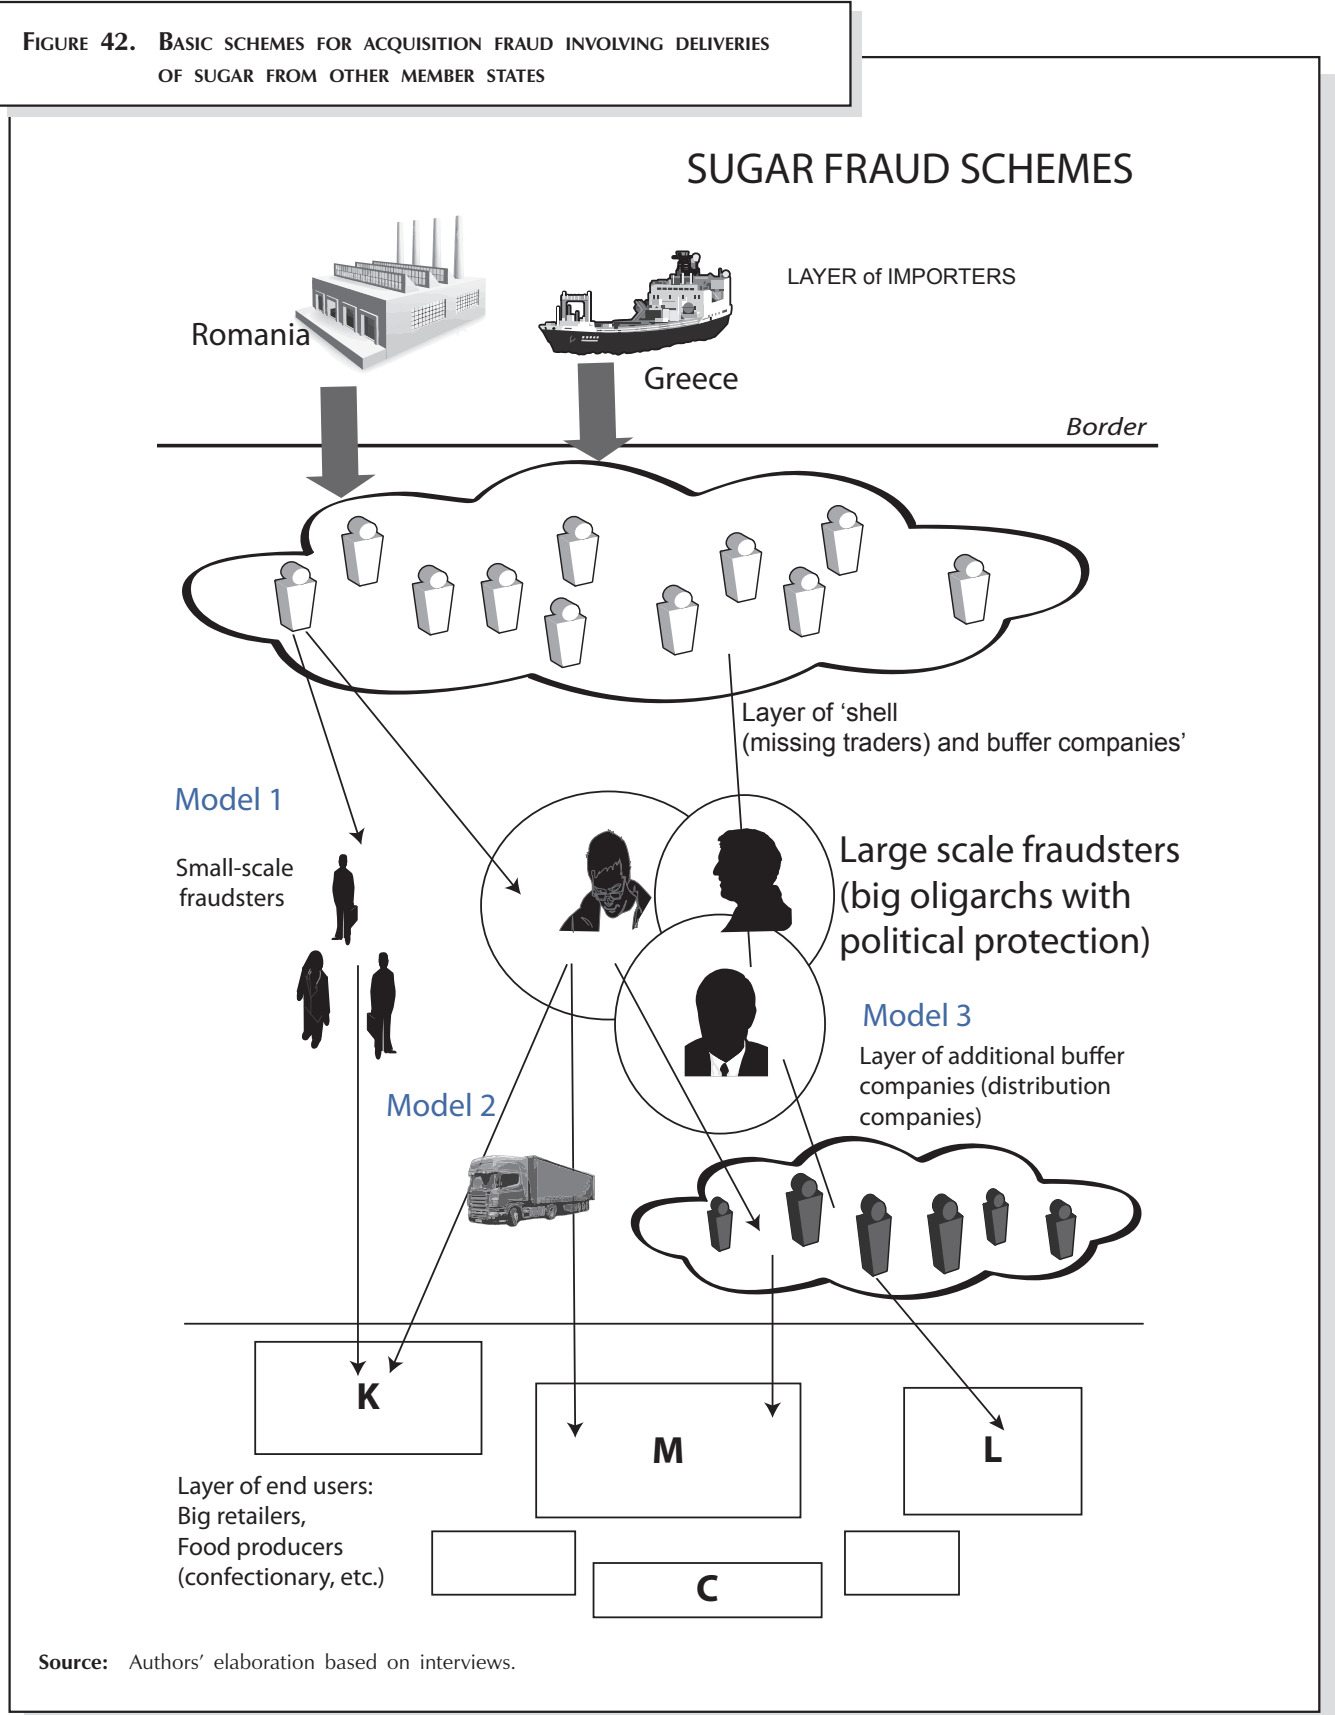 FIGURE 42. BASIC SCHEMES FOR ACQUISITION FRAUD INVOLVING DELIVERIES
OF SUGAR FROM OTHER MEMBER STATES
SUGAR FRAUD SCHEMES
LAYER of IMPORTERS
Romania
Greece
Border
Layer of ‘shell
(missing traders) and buffer companies’
Model 1
Small-scale
fraudsters
Large scale fraudsters
(big oligarchs with
political protection)
Model 3
Layer of additional buffer
companies (distribution
companies)
Model 2
K
M
L
Layer of end users:
Big retailers,
Food producers
(confectionary, etc.)
C
Source: Authors’ elaboration based on interviews.